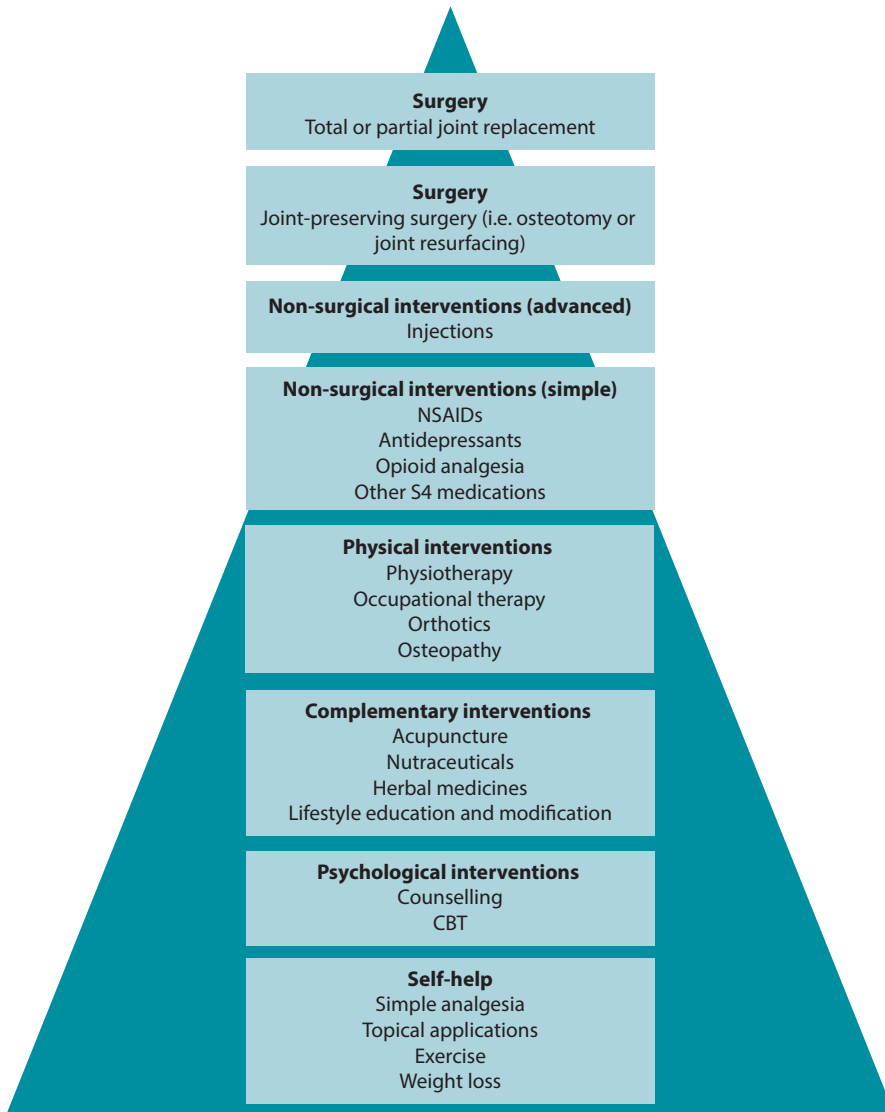 Surgery
Total or partial joint replacement
Surgery
Joint-preserving surgery (i.e. osteotomy or
joint resurfacing)
Non-surgical interventions (advanced)
Injections
Non-surgical interventions (simple)
NSAIDs
Antidepressants
Opioid analgesia
Other S4 medications
Physical interventions
Physiotherapy
Occupational therapy
Orthotics
Osteopathy
Complementary interventions
Acupuncture
Nutraceuticals
Herbal medicines
Lifestyle education and modification
Psychological interventions
Counselling
CBT
Self-help
Simple analgesia
Topical applications
Exercise
Weight loss